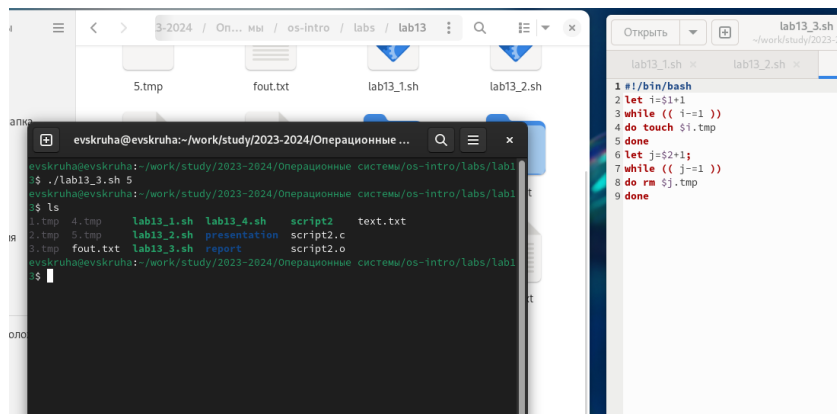 3-2024 / Оп... мы / os-intro / labs / lab13
5.tmp fout.txt lab13_1.sh lab13_2.sh
evskruha@evskruha:~/work/study/2023-2024/Операционные ...
evskruha@evskruha:~/work/study/2023-2024/Операционные системы/os-intro/labs/lab1
3$ ./lab13_3.sh 5
evskruha@evskruha:~/work/study/2023-2024/Операционные системы/os-intro/labs/lab1
3$ ls
1.tmp 4.tmp lab13_1.sh lab13_4.sh script2 text.txt
2.tmp 5.tmp lab13_2.sh presentation script2.c
3.tmp fout.txt lab13_3.sh report script2.o
evskruha@evskruha:~/work/study/2023-2024/Операционные системы/os-intro/labs/lab1
3$
Открыть
lab13_3.sh
~/work/study/2023-2
lab13_1.sh × lab13_2.sh ×
1 #!/bin/bash
2 let i=$1+1
3 while (( i-=1 ))
4 do touch $i.tmp
5 done
6 let j=$2+1;
7 while (( j-=1 ))
8 do rm $j.tmp
9 done